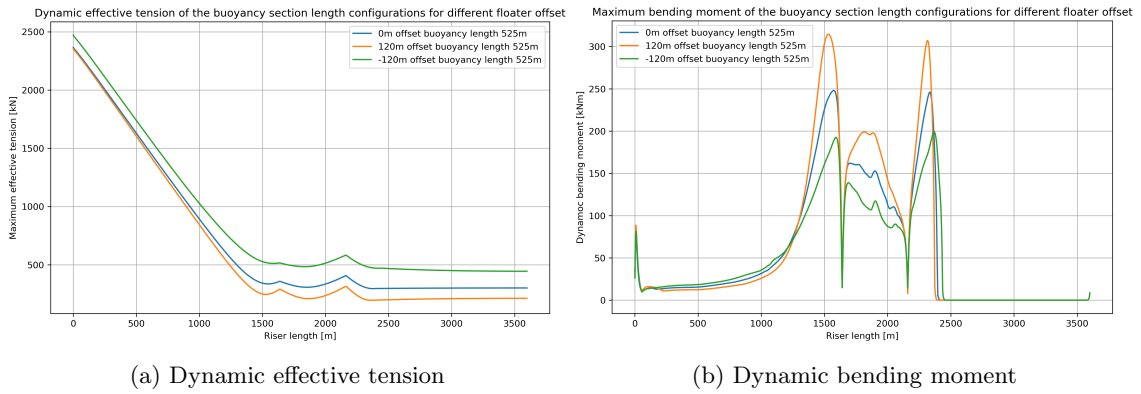 Dynamic effective tension of the buoyancy section length configurations for different floater offset
0m offset buoyancy length 525m
120m offset buoyancy length 525m
-120m offset buoyancy length 525m
Maximum effective tension [kN]
2500
2000
1500
1000
500
0
500
1000
1500
2000
2500
3000
3500
Riser length [m]
(a) Dynamic effective tension
Maximum bending moment of the buoyancy section length configurations for different floater offset
0m offset buoyancy length 525m
120m offset buoyancy length 525m
-120m offset buoyancy length 525m
Dynamoc bending moment [kNm]
300
250
200
150
100
50
0
0
500
1000
1500
2000
2500
3000
3500
Riser length [m]
(b) Dynamic bending moment